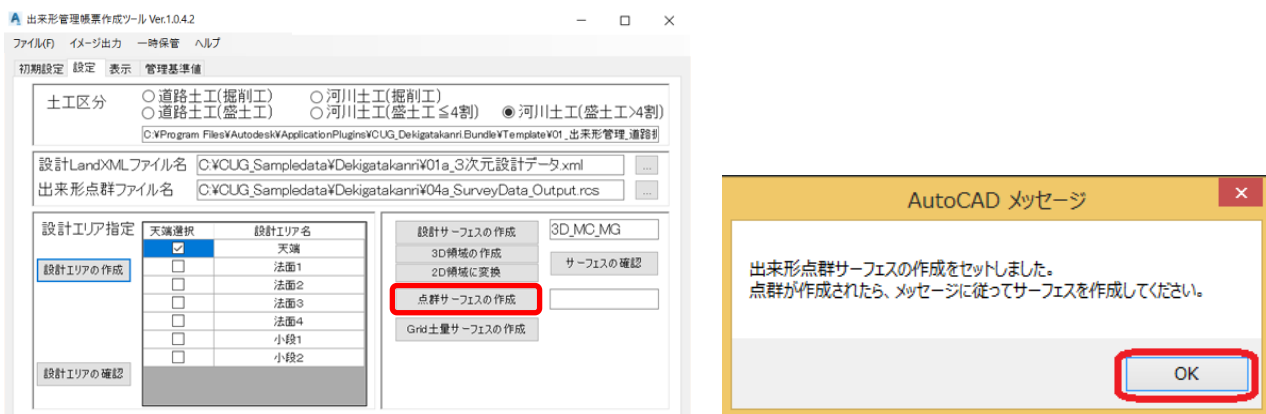 出来形管理帳票作成ツール Ver.1.0.4.2
ファイル(F) イメージ出力 一時保管 ヘルプ
初期設定 設定 表示 管理基準値
土工区分
○道路土工(掘削工) ○河川土工(掘削工)
○道路土工(盛土工) ○河川土工(盛土工≦4割) ◉河川土工(盛土工>4割)
C:¥Program Files¥Autodesk¥ApplicationPlugins¥CUG_Dekigatakanri.Bundle¥Template¥01_出来形管理_道路
設計LandXMLファイル名 C:¥CUG_Sampledata¥Dekigatakanri¥01a_3次元設計データ.xml ...
出来形点群ファイル名 C:¥CUG_Sampledata¥Dekigatakanri¥04a_SurveyData_Output.rcs ...
設計エリア指定
天端選択 設計エリア名
天端
法面1
法面2
法面3
法面4
小段1
小段2
設計エリアの作成
設計エリアの確認
設計サーフェスの作成 3D_MC_MG
3D領域の作成
2D領域に変換
サーフェスの確認
点群サーフェスの作成
Grid土量サーフェスの作成
AutoCAD メッセージ
出来形点群サーフェスの作成をセットしました。
点群が作成されたら、メッセージに従ってサーフェスを作成してください。
OK